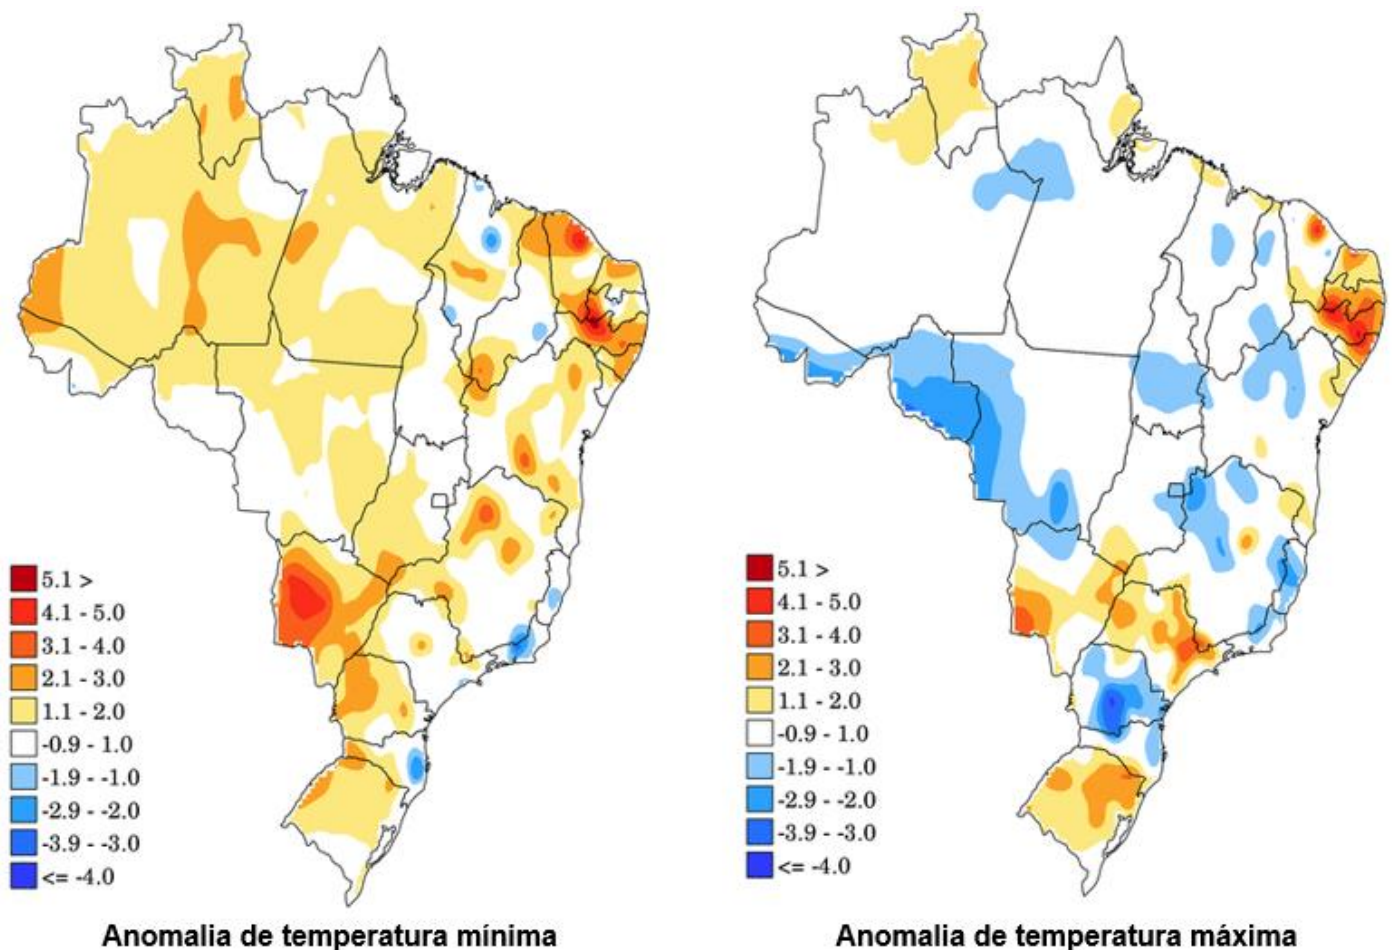 5.1 >
4.1 - 5.0
3.1 - 4.0
2.1 - 3.0
1.1 - 2.0
-0.9 - 1.0
-1.9 - -1.0
-2.9 - -2.0
-3.9 - -3.0
<= -4.0
Anomalia de temperatura mínima
5.1 >
4.1 - 5.0
3.1 - 4.0
2.1 - 3.0
1.1 - 2.0
-0.9 - 1.0
-1.9 - -1.0
-2.9 - -2.0
-3.9 - -3.0
<= -4.0
Anomalia de temperatura máxima